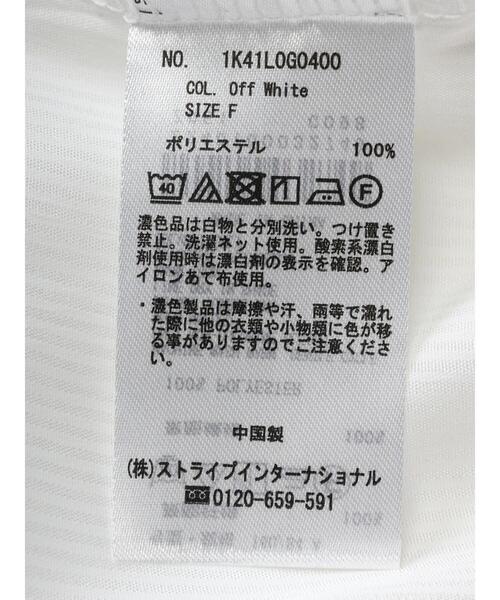 NO. 1K41L0G0400
COL. Off White
SIZE F
ポリエステル 100%
40 F
濃色品は白物と分別洗い。つけ置き
禁止。洗濯ネット使用。酸素系漂白
剤使用時は漂白剤の表示を確認。ア
イロンあて布使用。
・濃色製品は摩擦や汗、雨等で濡れ
た際に他の衣類や小物類に色が移
る事がありますのでご注意くださ
い。
中国製
(株)ストライプインターナショナル
0120-659-591